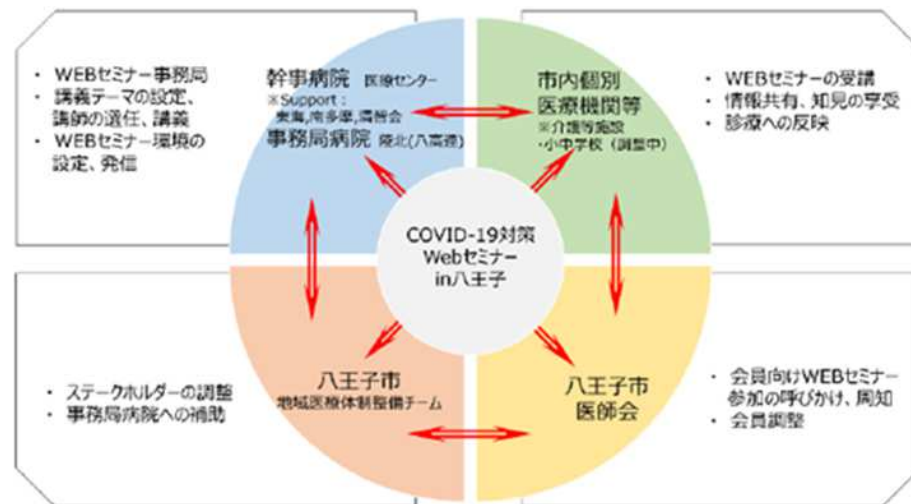 ・ WEBセミナー事務局
・ 講義テーマの設定、
講師の選任、講義
・ WEBセミナー環境の
設定、発信
幹事病院 医療センター
※Support：
東海,南多摩,清智会
事務局病院 陵北(八高連)
市内個別
医療機関等
※介護等施設
・小中学校（調整中）
・ WEBセミナーの受講
・ 情報共有、知見の享受
・ 診療への反映
COVID-19対策
Webセミナー
in八王子
・ ステークホルダーの調整
・ 事務局病院への補助
八王子市
地域医療体制整備チーム
八王子市
医師会
・ 会員向けWEBセミナー
参加の呼びかけ、周知
・ 会員調整